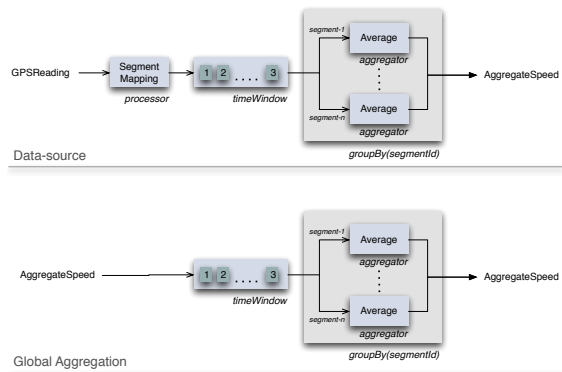 segment-1
Average
aggregator
GPSReading
Segment
Mapping
processor
1 2 .... 3
timeWindow
AggregateSpeed
segment-n
Average
aggregator
groupBy(segmentId)
Data-source
segment-1
Average
aggregator
AggregateSpeed
1 2 .... 3
timeWindow
AggregateSpeed
segment-n
Average
aggregator
groupBy(segmentId)
Global Aggregation